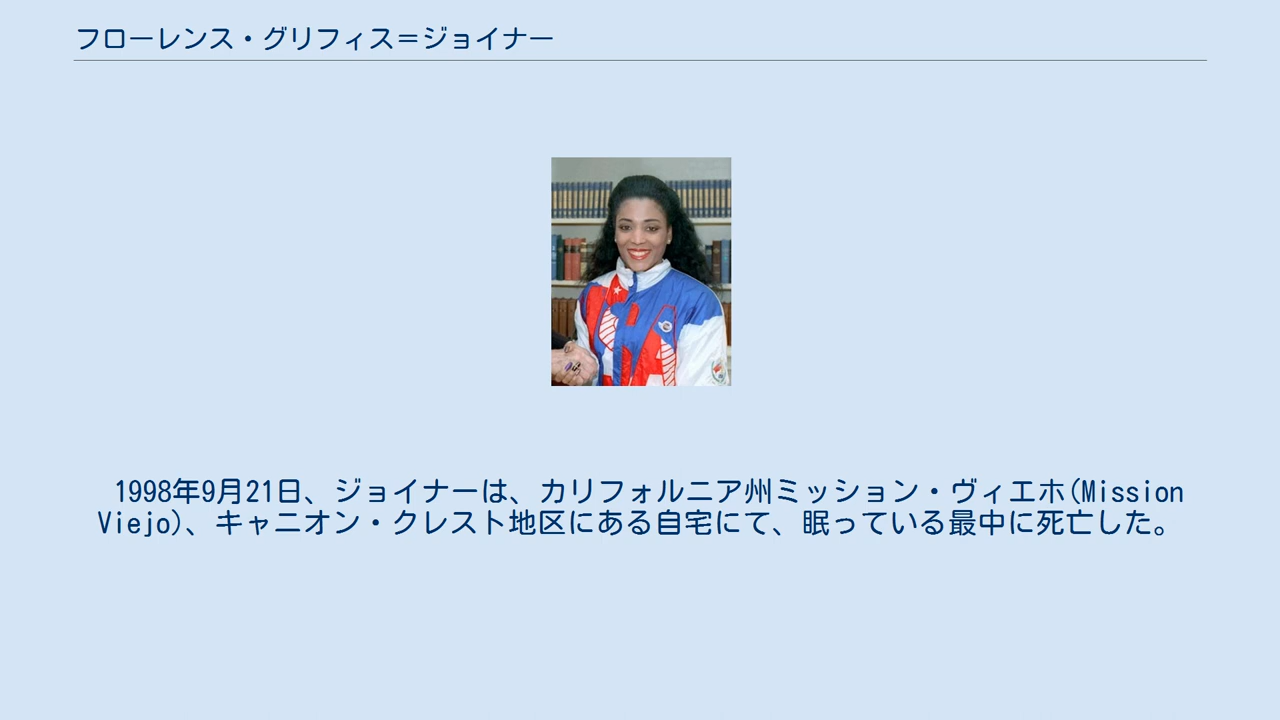 フローレンス・グリフィス＝ジョイナー
1998年9月21日、ジョイナーは、カリフォルニア州ミッション・ヴィエホ(Mission
Viejo)、キャニオン・クレスト地区にある自宅にて、眠っている最中に死亡した。